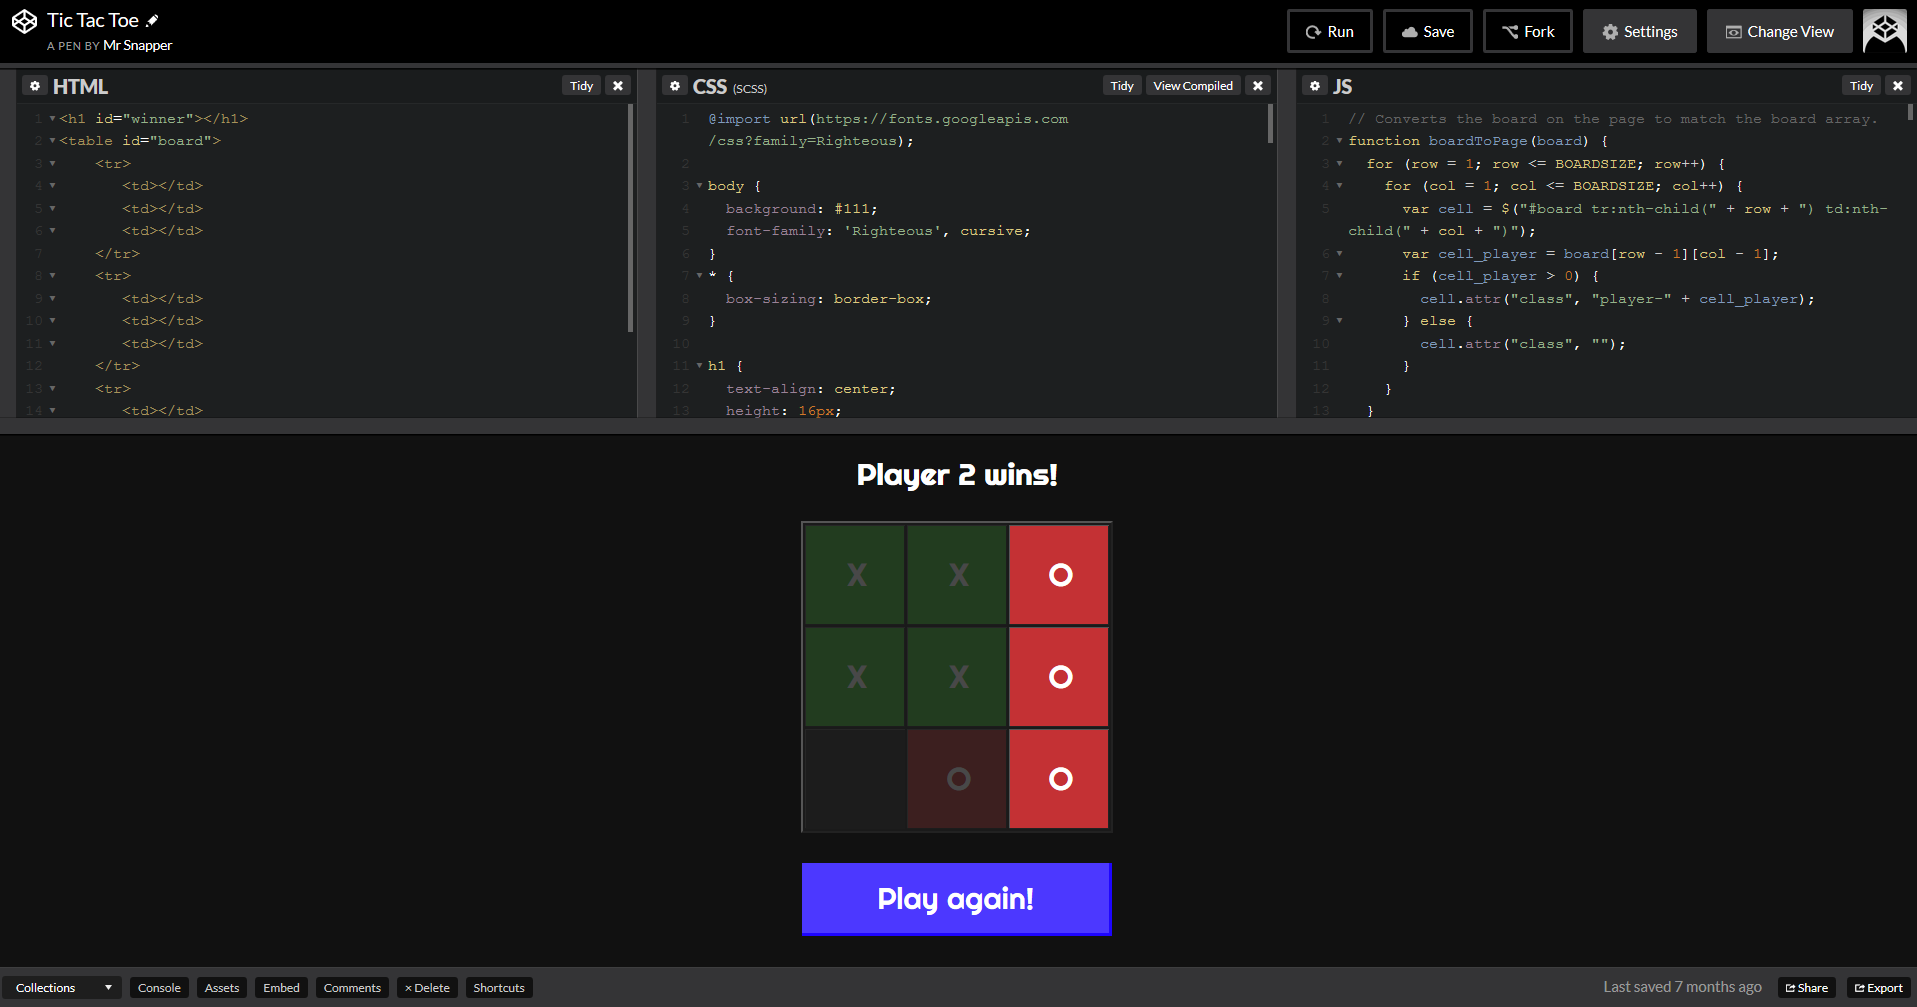 Tic Tac Toe
A PEN BY Mr Snapper
Run
Save
Fork
Settings
Change View
HTML
Tidy
1 <h1 id="winner"></h1>
2 <table id="board">
3 <tr>
4 <td></td>
5 <td></td>
6 <td></td>
7 </tr>
8 <tr>
9 <td></td>
10 <td></td>
11 <td></td>
12 </tr>
13 <tr>
14 <td></td>
CSS (SCSS)
Tidy
View Compiled
1 @import url(https://fonts.googleapis.com
/css?family=Righteous);
2
3 body {
4 background: #111;
5 font-family: 'Righteous', cursive;
6 }
7 * {
8 box-sizing: border-box;
9 }
10
11 h1 {
12 text-align: center;
13 height: 16px;
JS
Tidy
1 // Converts the board on the page to match the board array.
2 function boardToPage(board) {
3 for (row = 1; row <= BOARDSIZE; row++) {
4 for (col = 1; col <= BOARDSIZE; col++) {
5 var cell = $("#board tr:nth-child(" + row + ") td:nth-
child(" + col + ")");
6 var cell_player = board[row - 1][col - 1];
7 if (cell_player > 0) {
8 cell.attr("class", "player-" + cell_player);
9 } else {
10 cell.attr("class", "");
11 }
12 }
13 }
Player 2 wins!
X X O
X X O
O O
Play again!
Collections
Console
Assets
Embed
Comments
× Delete
Shortcuts
Last saved 7 months ago
Share
Export